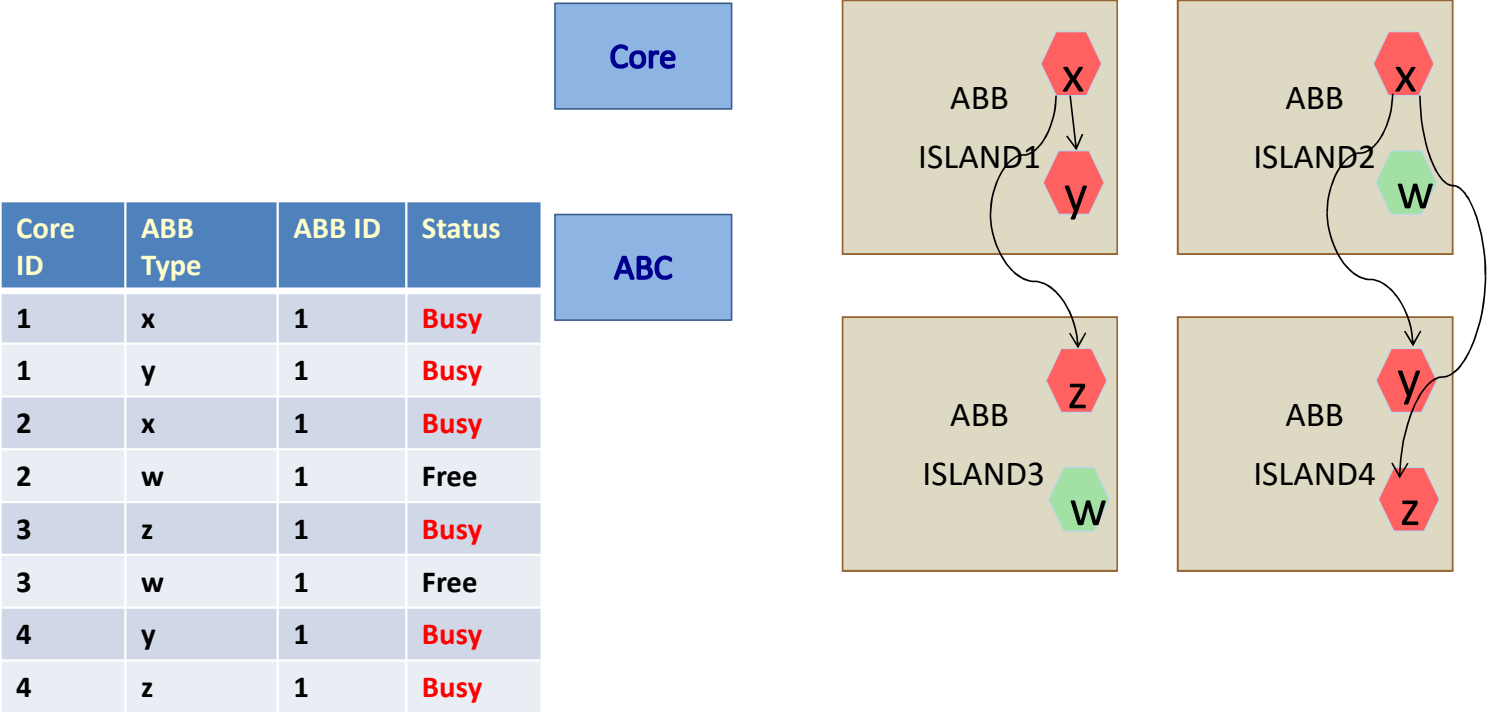 Core
ABC
Core ID ABB Type ABB ID Status
1 x 1 Busy
1 y 1 Busy
2 x 1 Busy
2 w 1 Free
3 z 1 Busy
3 w 1 Free
4 y 1 Busy
4 z 1 Busy
x
ABB
ISLAND1
y
x
ABB
ISLAND2
w
z
ABB
ISLAND3
w
y
ABB
ISLAND4
z